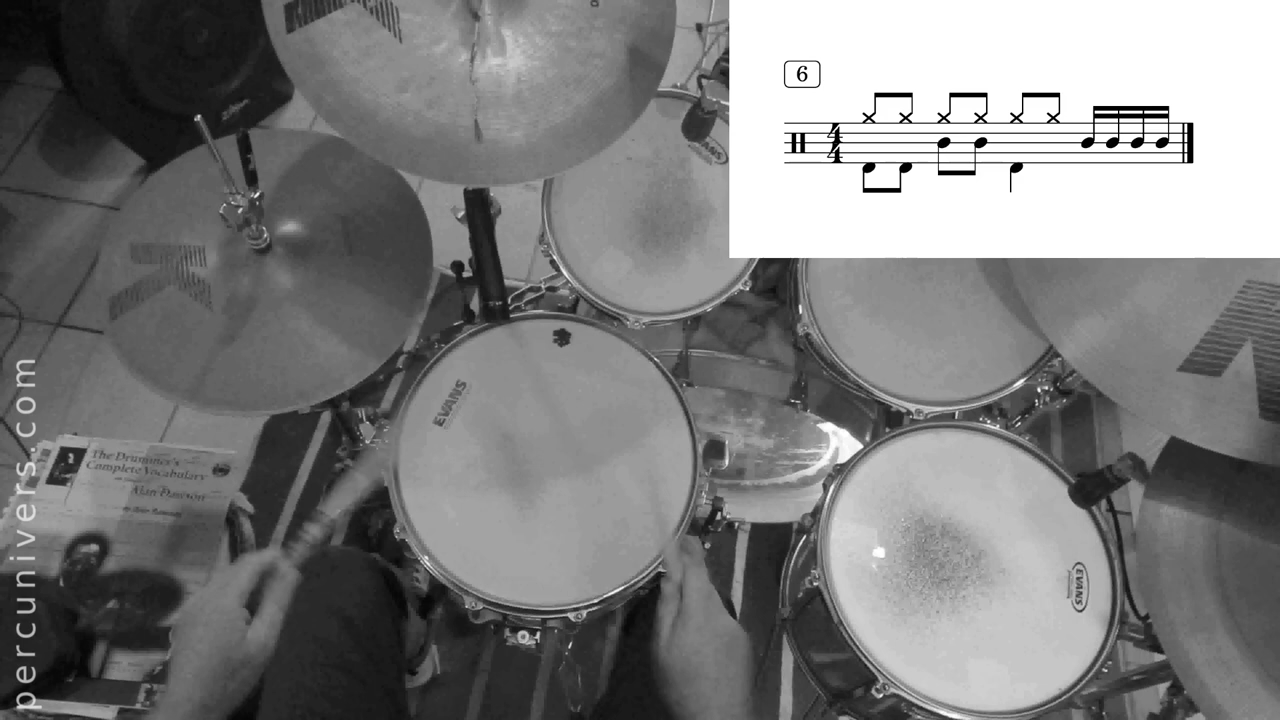 6
4
4
EVANS
EVANS
EVANS
The Drummer's
Complete Vocabulary
Alan Dawson
percunivers.com